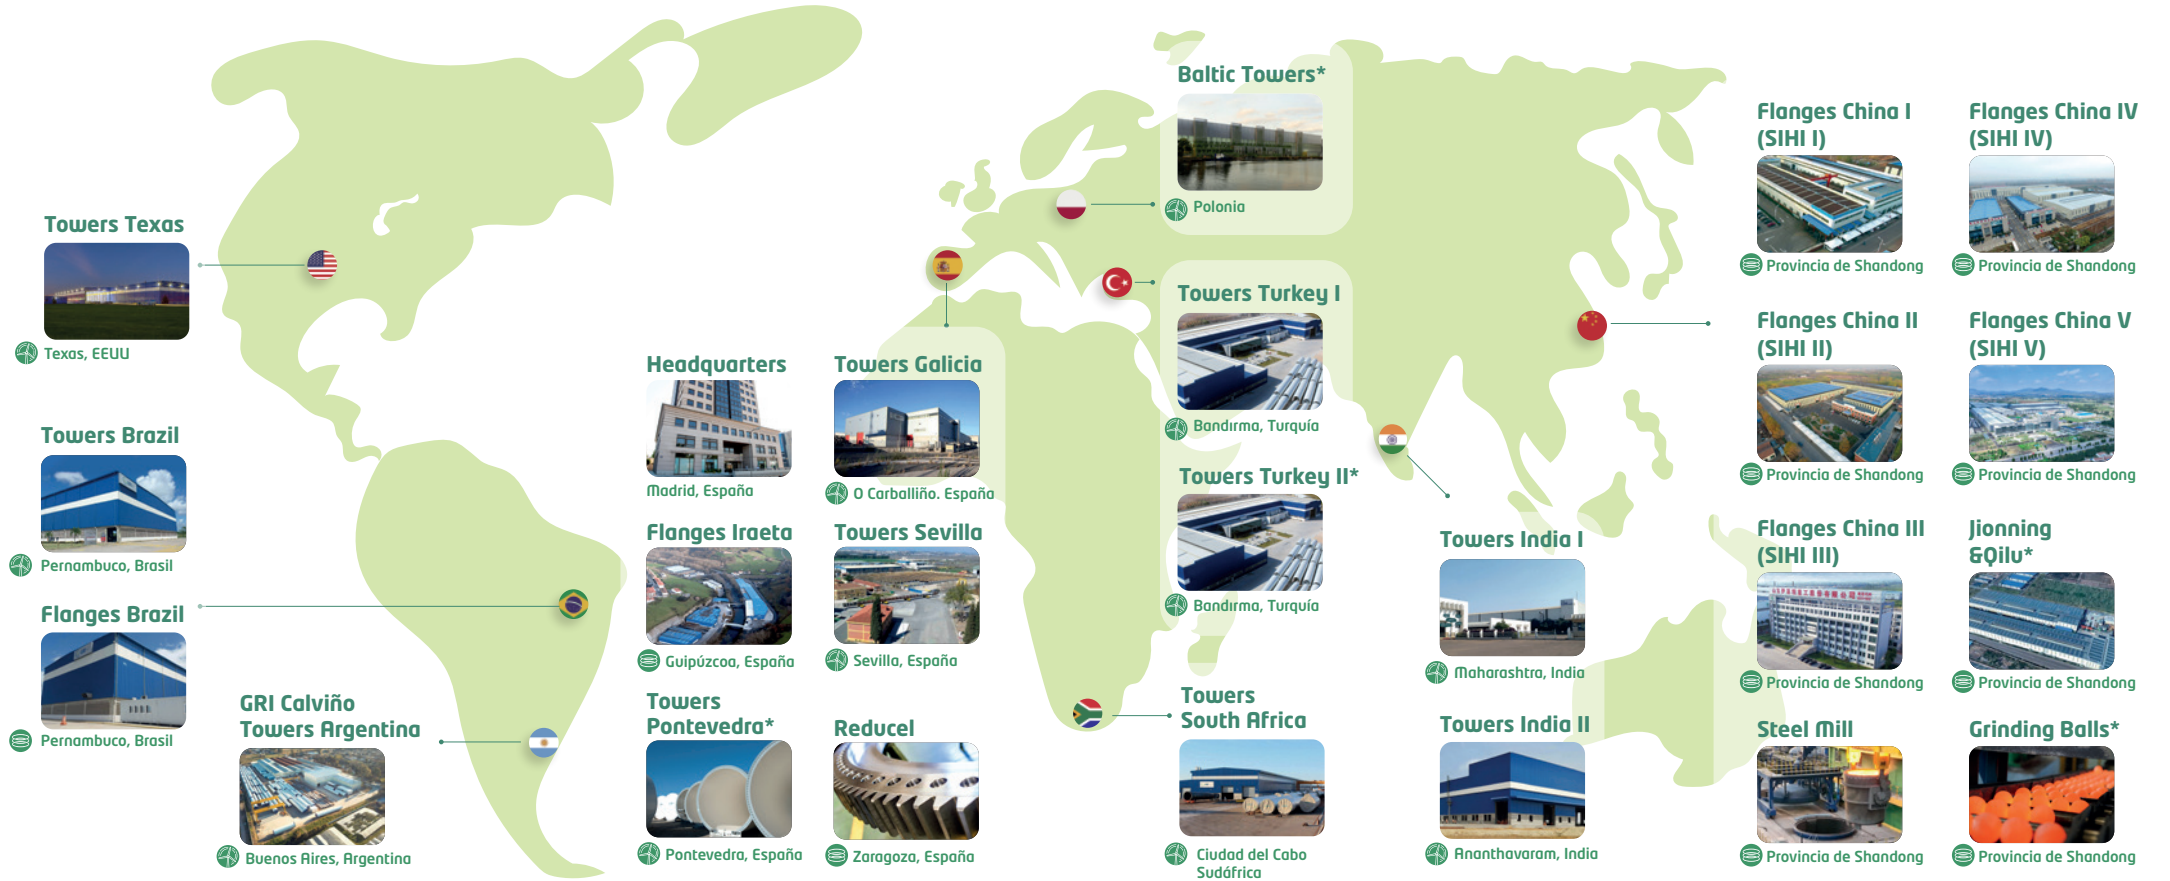 Towers Texas
Texas, EEUU
Towers Brazil
Pernambuco, Brasil
Flanges Brazil
Pernambuco, Brasil
GRI Calviño
Towers Argentina
Buenos Aires, Argentina
Headquarters
Madrid, España
Towers Galicia
O Carballiño. España
Flanges Iraeta
Guipúzcoa, España
Towers Sevilla
Sevilla, España
Towers
Pontevedra*
Pontevedra, España
Reducel
Zaragoza, España
Baltic Towers*
Polonia
Towers Turkey I
Bandırma, Turquía
Towers Turkey II*
Bandırma, Turquía
Towers
South Africa
Ciudad del Cabo
Sudáfrica
Towers India I
Maharashtra, India
Towers India II
Ananthavaram, India
Flanges China I
(SIHI I)
Provincia de Shandong
Flanges China IV
(SIHI IV)
Provincia de Shandong
Flanges China II
(SIHI II)
Provincia de Shandong
Flanges China V
(SIHI V)
Provincia de Shandong
Flanges China III
(SIHI III)
Provincia de Shandong
Jionning
&Qilu*
Provincia de Shandong
Steel Mill
Provincia de Shandong
Grinding Balls*
Provincia de Shandong